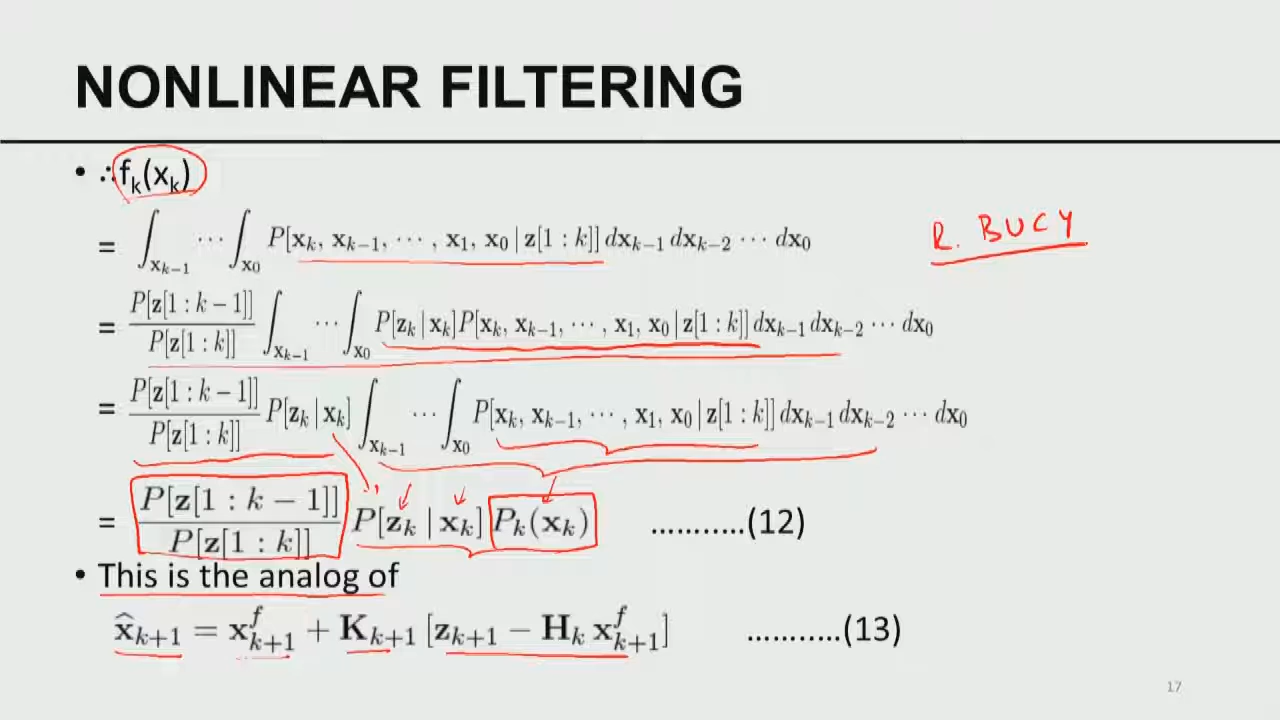 NONLINEAR FILTERING
• ∴ fₖ(xₖ)
= ∫_{x_{k−1}} ⋯ ∫_{x_0} P[x_k, x_{k−1}, ⋯ , x_1, x_0 | z[1 : k]] dx_{k−1} dx_{k−2} ⋯ dx_0
R. BUCY
= P[z[1 : k − 1]] / P[z[1 : k]] ∫_{x_{k−1}} ⋯ ∫_{x_0} P[z_k | x_k] P[x_k, x_{k−1}, ⋯ , x_1, x_0 | z[1 : k]] dx_{k−1} dx_{k−2} ⋯ dx_0
= P[z[1 : k − 1]] / P[z[1 : k]] P[z_k | x_k] ∫_{x_{k−1}} ⋯ ∫_{x_0} P[x_k, x_{k−1}, ⋯ , x_1, x_0 | z[1 : k]] dx_{k−1} dx_{k−2} ⋯ dx_0
= P[z[1 : k − 1]] / P[z[1 : k]] P[z_k | x_k] P_k(x_k) ………..(12)
• This is the analog of
x̂_{k+1} = x^f_{k+1} + K_{k+1} [z_{k+1} − H_k x^f_{k+1}] ………..(13)
17